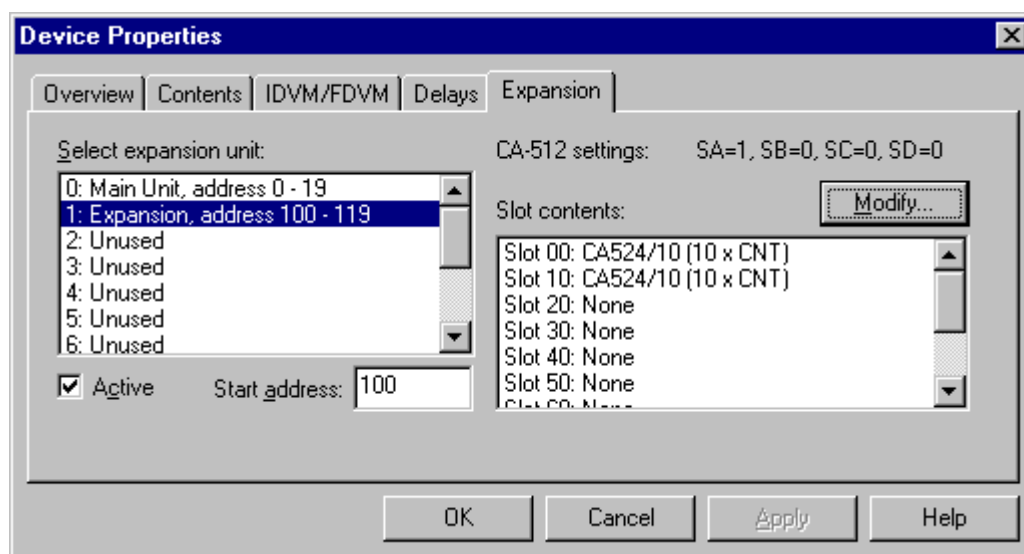 Device Properties
Overview Contents IDVM/FDVM Delays Expansion
Select expansion unit:
0: Main Unit, address 0 - 19
1: Expansion, address 100 - 119
2: Unused
3: Unused
4: Unused
5: Unused
6: Unused
Active Start address: 100
CA-512 settings: SA=1, SB=0, SC=0, SD=0
Slot contents: Modify...
Slot 00: CA524/10 (10 x CNT)
Slot 10: CA524/10 (10 x CNT)
Slot 20: None
Slot 30: None
Slot 40: None
Slot 50: None
Slot 60: None
OK Cancel Apply Help